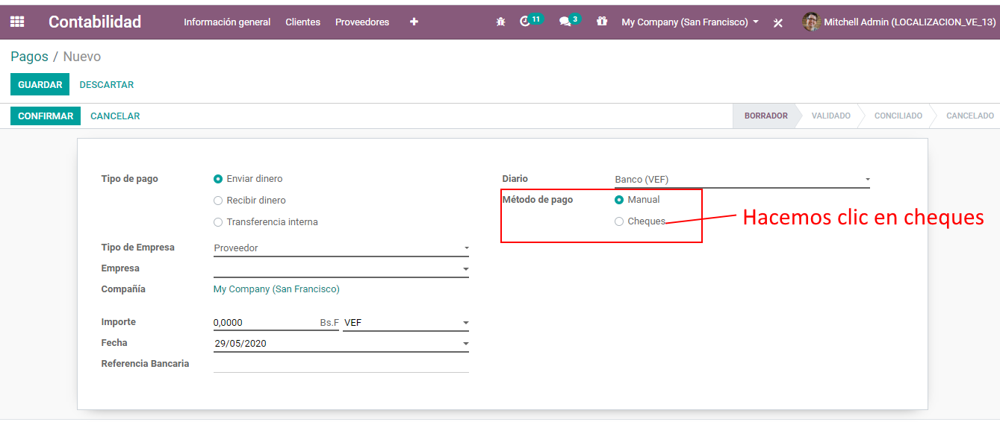 Contabilidad Información general Clientes Proveedores + 11 3 My Company (San Francisco) Mitchell Admin (LOCALIZACION_VE_13)
Pagos / Nuevo
GUARDAR DESCARTAR
CONFIRMAR CANCELAR BORRADOR VALIDADO CONCILIADO CANCELADO
Tipo de pago Enviar dinero Diario Banco (VEF)
Recibir dinero Método de pago Manual
Transferencia interna Cheques Hacemos clic en cheques
Tipo de Empresa Proveedor
Empresa
Compañía My Company (San Francisco)
Importe 0,0000 Bs.F VEF
Fecha 29/05/2020
Referencia Bancaria